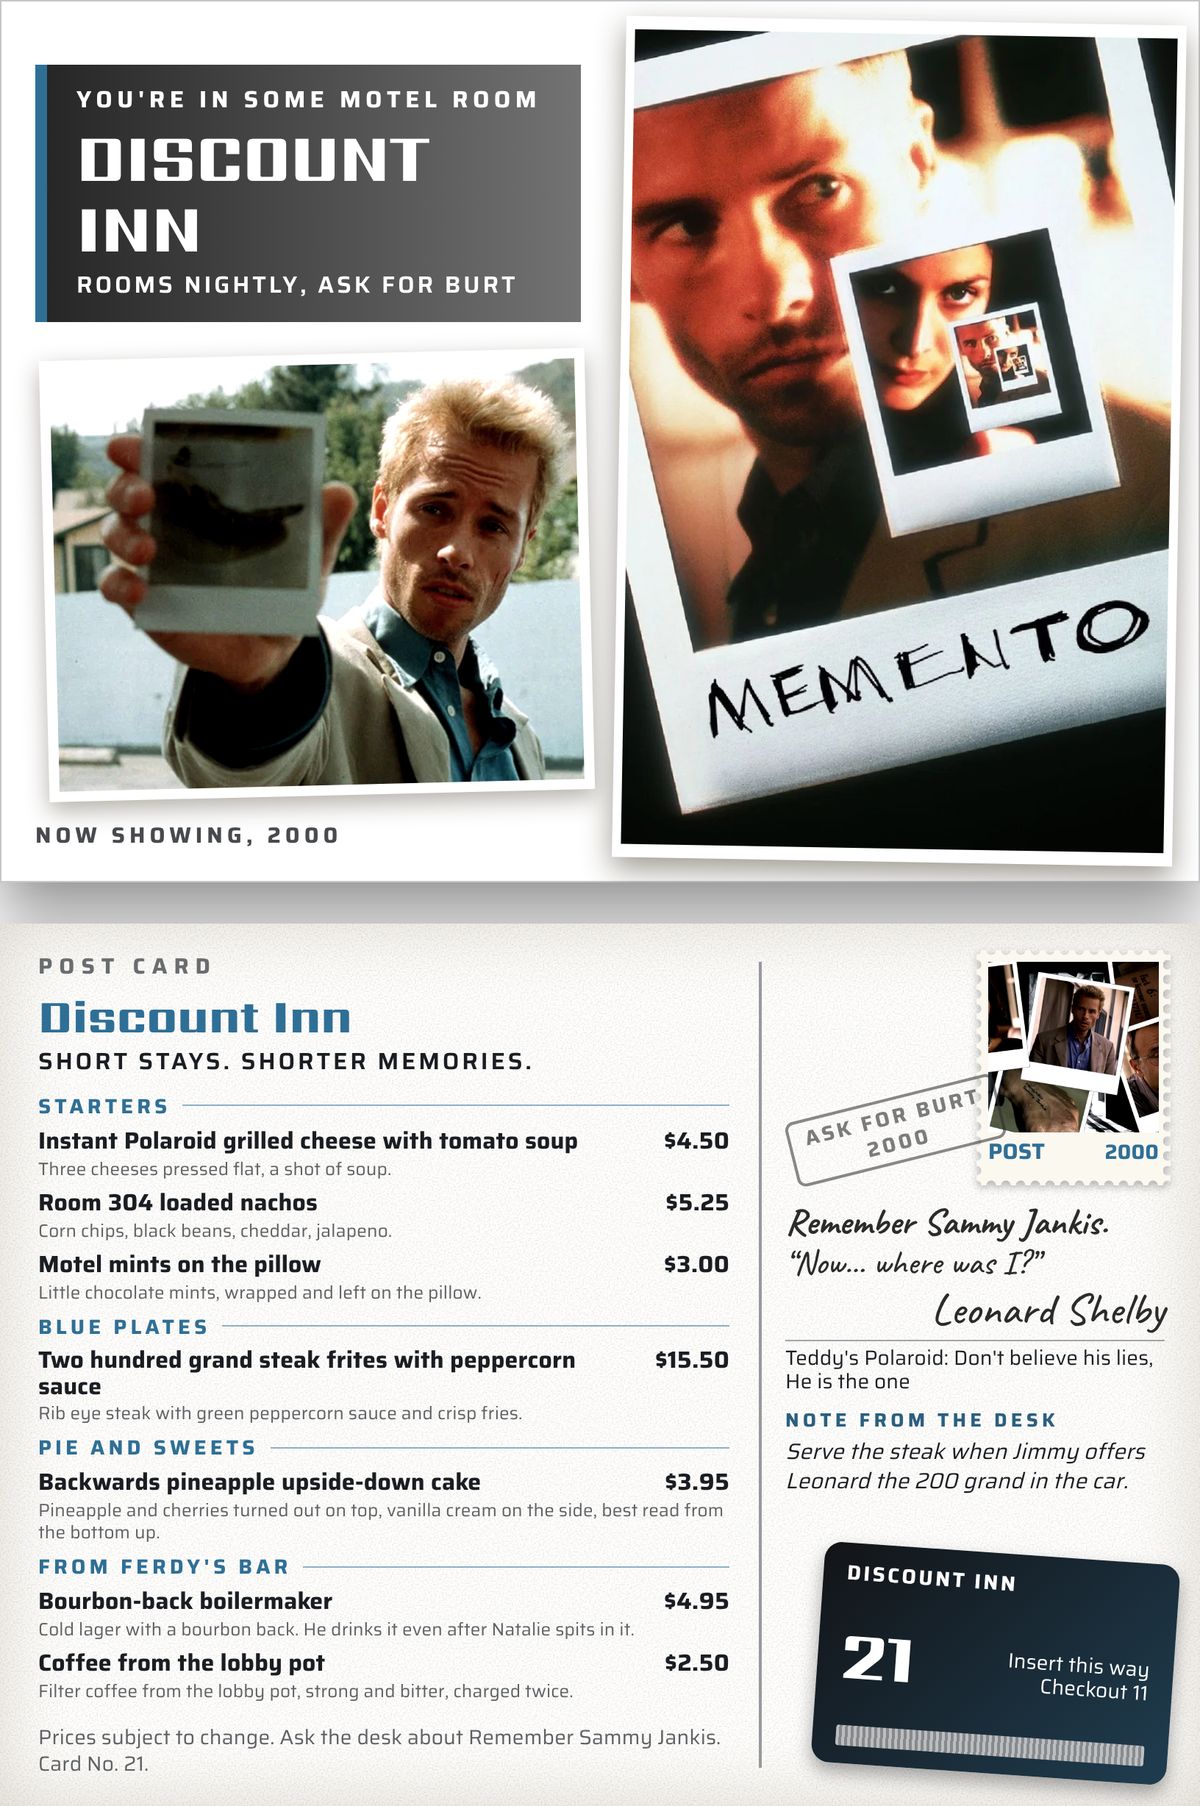 YOU'RE IN SOME MOTEL ROOM
DISCOUNT
INN
ROOMS NIGHTLY, ASK FOR BURT
MEMENTO
NOW SHOWING, 2000
POST CARD
Discount Inn
SHORT STAYS. SHORTER MEMORIES.
STARTERS
Instant Polaroid grilled cheese with tomato soup $4.50
Three cheeses pressed flat, a shot of soup.
Room 304 loaded nachos $5.25
Corn chips, black beans, cheddar, jalapeno.
Motel mints on the pillow $3.00
Little chocolate mints, wrapped and left on the pillow.
BLUE PLATES
Two hundred grand steak frites with peppercorn $15.50
sauce
Rib eye steak with green peppercorn sauce and crisp fries.
PIE AND SWEETS
Backwards pineapple upside-down cake $3.95
Pineapple and cherries turned out on top, vanilla cream on the side, best read from
the bottom up.
FROM FERDY'S BAR
Bourbon-back boilermaker $4.95
Cold lager with a bourbon back. He drinks it even after Natalie spits in it.
Coffee from the lobby pot $2.50
Filter coffee from the lobby pot, strong and bitter, charged twice.
Prices subject to change. Ask the desk about Remember Sammy Jankis.
Card No. 21.
ASK FOR BURT
2000
POST 2000
Remember Sammy Jankis.
“Now... where was I?”
Leonard Shelby
Teddy's Polaroid: Don't believe his lies,
He is the one
NOTE FROM THE DESK
Serve the steak when Jimmy offers
Leonard the 200 grand in the car.
DISCOUNT INN
21
Insert this way
Checkout 11